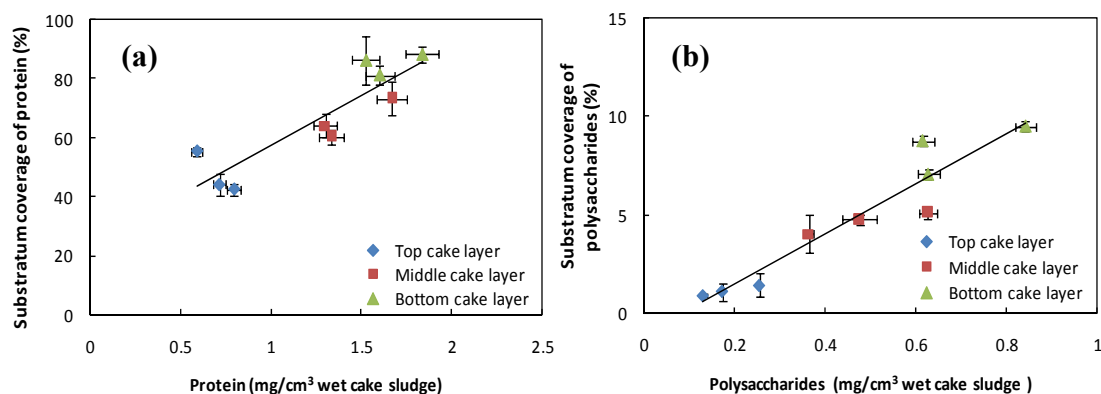 (a)
Substratum coverage of protein (%)
100
80
60
40
20
0
0 0.5 1 1.5 2 2.5
Protein (mg/cm³ wet cake sludge)
Top cake layer
Middle cake layer
Bottom cake layer
(b)
Substratum coverage of
polysaccharides (%)
15
10
5
0
0 0.2 0.4 0.6 0.8 1
Polysaccharides (mg/cm³ wet cake sludge )
Top cake layer
Middle cake layer
Bottom cake layer